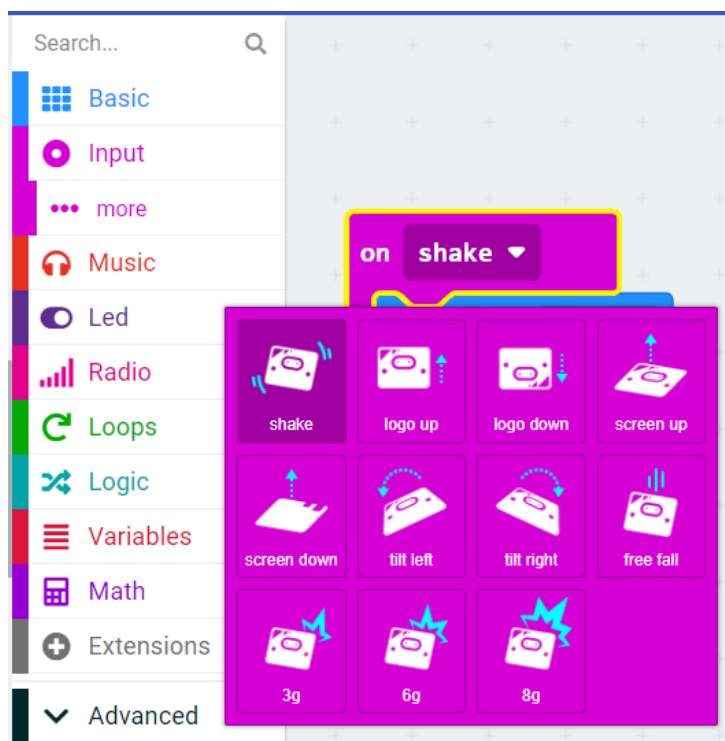 Search...
Basic
Input
more
Music
Led
Radio
Loops
Logic
Variables
Math
Extensions
Advanced
on shake
shake
logo up
logo down
screen up
screen down
tilt left
tilt right
free fall
3g
6g
8g